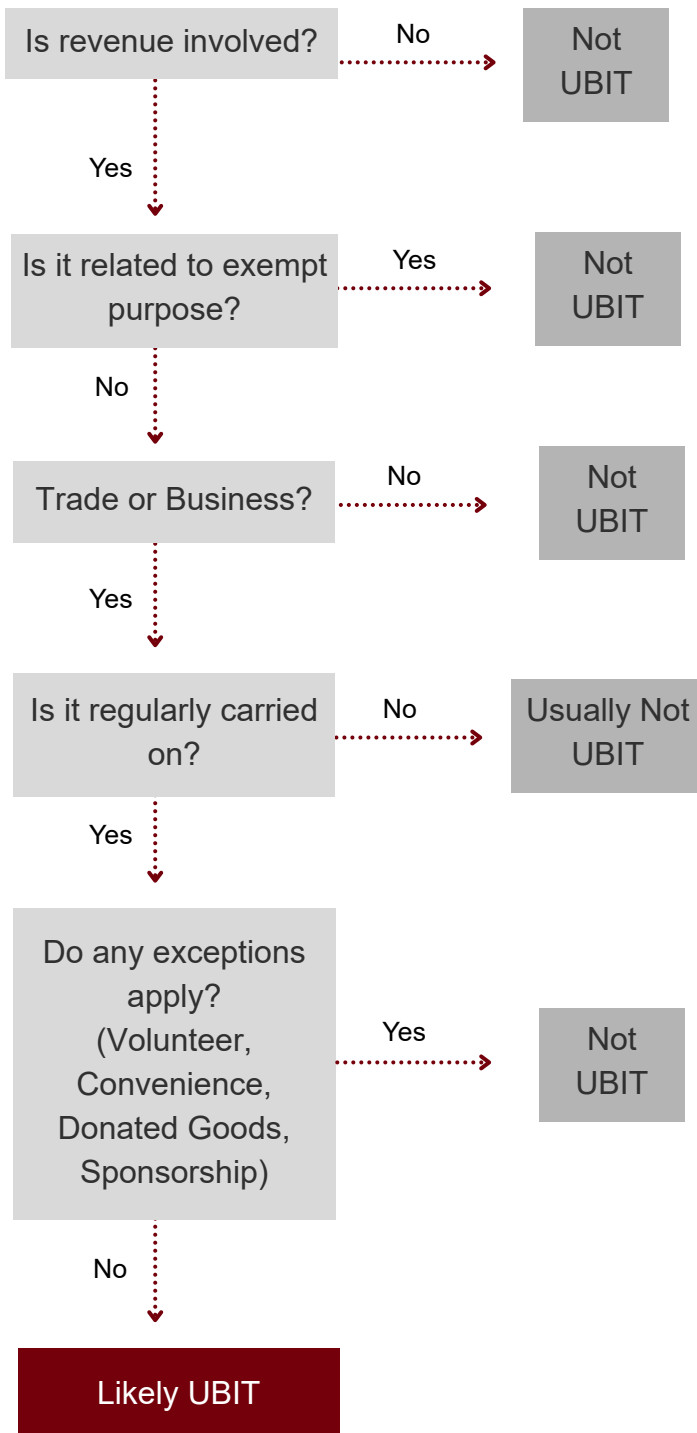 Is revenue involved?
No
Not
UBIT
Yes
Is it related to exempt
purpose?
Yes
Not
UBIT
No
Trade or Business?
No
Not
UBIT
Yes
Is it regularly carried
on?
No
Usually Not
UBIT
Yes
Do any exceptions
apply?
(Volunteer,
Convenience,
Donated Goods,
Sponsorship)
Yes
Not
UBIT
No
Likely UBIT